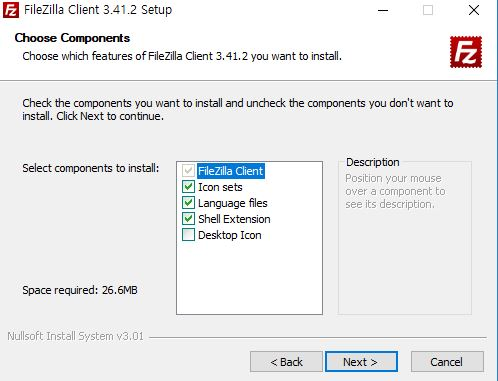 FileZilla Client 3.41.2 Setup
Choose Components
Choose which features of FileZilla Client 3.41.2 you want to install.
Fz
Check the components you want to install and uncheck the components you don't want to
install. Click Next to continue.
Select components to install:
FileZilla Client
Icon sets
Language files
Shell Extension
Desktop Icon
Description
Position your mouse
over a component to
see its description.
Space required: 26.6MB
Nullsoft Install System v3.01
< Back
Next >
Cancel